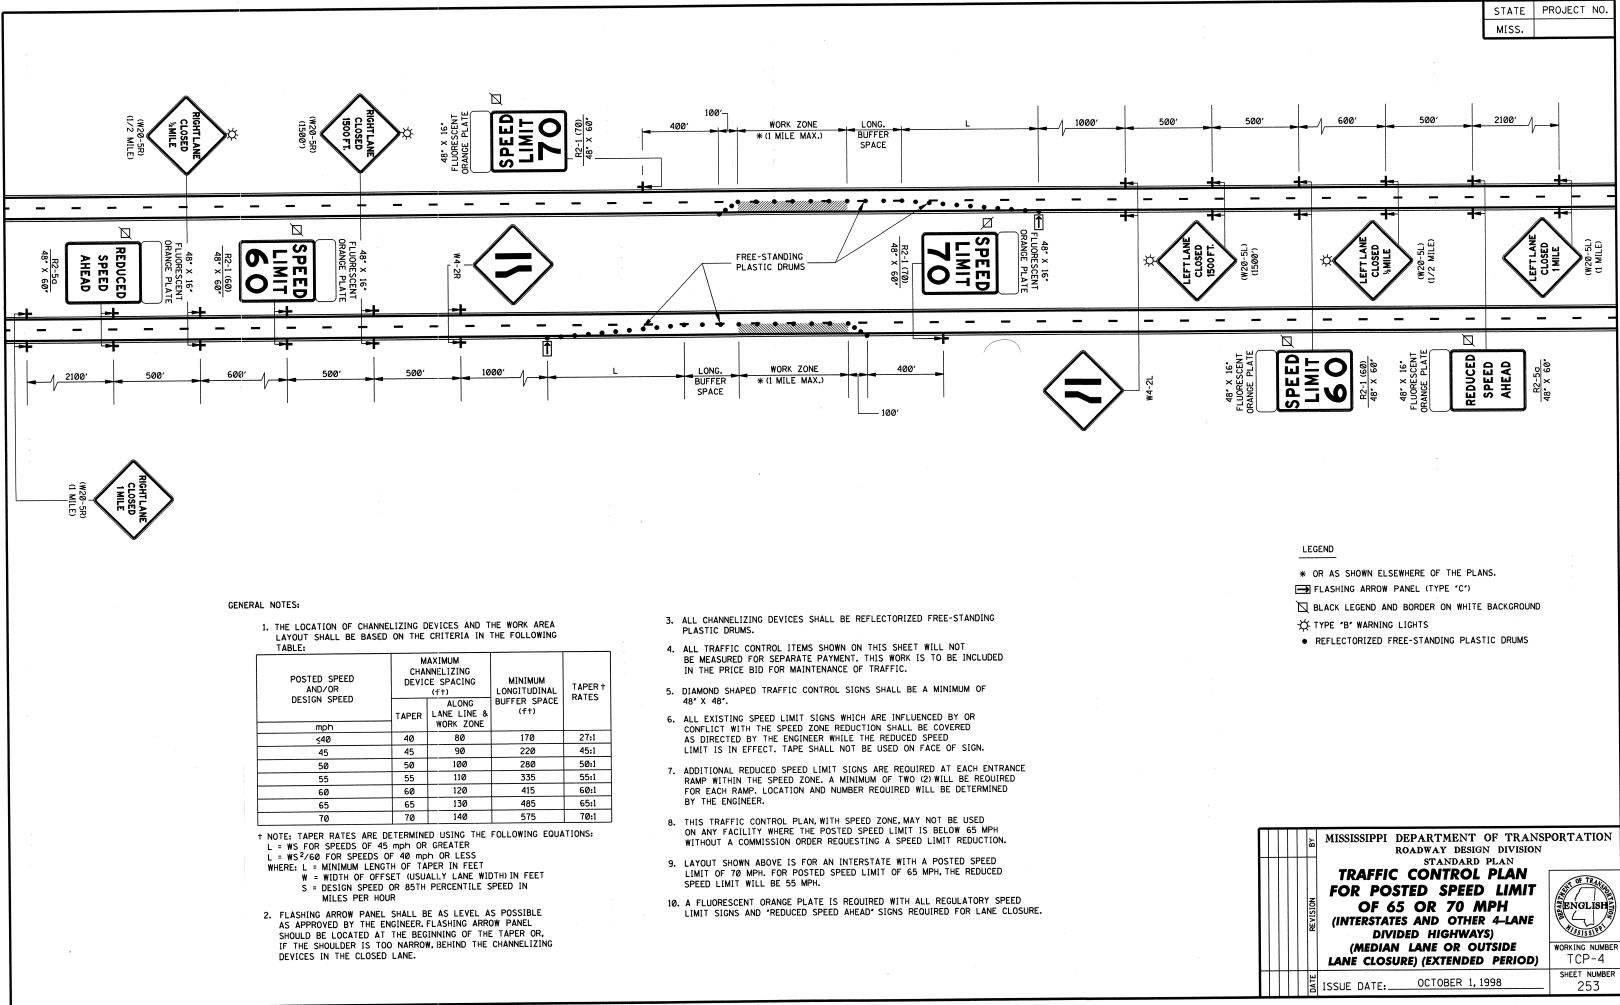 STATE PROJECT NO.
MISS.
RIGHT LANE
CLOSED
½ MILE
(W20-5R)
(1/2 MILE)
RIGHT LANE
CLOSED
1500 FT.
(W20-5R)
(1500')
48" X 16"
FLUORESCENT
ORANGE PLATE
SPEED
LIMIT
70
R2-1 (70)
48" X 60"
400'
100'
WORK ZONE
* (1 MILE MAX.)
LONG.
BUFFER
SPACE
L
1000'
500'
500'
600'
500'
2100'
REDUCED
SPEED
AHEAD
R2-5a
48" X 60"
48" X 16"
FLUORESCENT
ORANGE PLATE
SPEED
LIMIT
60
R2-1 (60)
48" X 60"
48" X 16"
FLUORESCENT
ORANGE PLATE
W4-2R
FREE-STANDING
PLASTIC DRUMS
R2-1 (70)
48" X 60"
SPEED
LIMIT
70
48" X 16"
FLUORESCENT
ORANGE PLATE
LEFT LANE
CLOSED
1500 FT.
(W20-5L)
(1500')
LEFT LANE
CLOSED
½ MILE
(W20-5L)
(1/2 MILE)
LEFT LANE
CLOSED
1 MILE
(W20-5L)
(1 MILE)
2100'
500'
600'
500'
500'
1000'
L
LONG.
BUFFER
SPACE
WORK ZONE
* (1 MILE MAX.)
400'
100'
W4-2L
48" X 16"
FLUORESCENT
ORANGE PLATE
SPEED
LIMIT
60
R2-1 (60)
48" X 60"
48" X 16"
FLUORESCENT
ORANGE PLATE
REDUCED
SPEED
AHEAD
R2-5a
48" X 60"
(W20-5R)
(1 MILE)
RIGHT LANE
CLOSED
1 MILE
LEGEND
* OR AS SHOWN ELSEWHERE OF THE PLANS.
FLASHING ARROW PANEL (TYPE "C")
BLACK LEGEND AND BORDER ON WHITE BACKGROUND
TYPE "B" WARNING LIGHTS
• REFLECTORIZED FREE-STANDING PLASTIC DRUMS
GENERAL NOTES:
1. THE LOCATION OF CHANNELIZING DEVICES AND THE WORK AREA
LAYOUT SHALL BE BASED ON THE CRITERIA IN THE FOLLOWING
TABLE:
POSTED SPEED
AND/OR
DESIGN SPEED
mph
MAXIMUM
CHANNELIZING
DEVICE SPACING
(ft)
TAPER
ALONG
LANE LINE &
WORK ZONE
MINIMUM
LONGITUDINAL
BUFFER SPACE
(ft)
TAPER †
RATES
≤40 40 80 170 27:1
45 45 90 220 45:1
50 50 100 280 50:1
55 55 110 335 55:1
60 60 120 415 60:1
65 65 130 485 65:1
70 70 140 575 70:1
† NOTE: TAPER RATES ARE DETERMINED USING THE FOLLOWING EQUATIONS:
L = WS FOR SPEEDS OF 45 mph OR GREATER
L = WS²/60 FOR SPEEDS OF 40 mph OR LESS
WHERE: L = MINIMUM LENGTH OF TAPER IN FEET
W = WIDTH OF OFFSET (USUALLY LANE WIDTH) IN FEET
S = DESIGN SPEED OR 85TH PERCENTILE SPEED IN
MILES PER HOUR
2. FLASHING ARROW PANEL SHALL BE AS LEVEL AS POSSIBLE
AS APPROVED BY THE ENGINEER. FLASHING ARROW PANEL
SHOULD BE LOCATED AT THE BEGINNING OF THE TAPER OR,
IF THE SHOULDER IS TOO NARROW, BEHIND THE CHANNELIZING
DEVICES IN THE CLOSED LANE.
3. ALL CHANNELIZING DEVICES SHALL BE REFLECTORIZED FREE-STANDING
PLASTIC DRUMS.
4. ALL TRAFFIC CONTROL ITEMS SHOWN ON THIS SHEET WILL NOT
BE MEASURED FOR SEPARATE PAYMENT. THIS WORK IS TO BE INCLUDED
IN THE PRICE BID FOR MAINTENANCE OF TRAFFIC.
5. DIAMOND SHAPED TRAFFIC CONTROL SIGNS SHALL BE A MINIMUM OF
48" X 48".
6. ALL EXISTING SPEED LIMIT SIGNS WHICH ARE INFLUENCED BY OR
CONFLICT WITH THE SPEED ZONE REDUCTION SHALL BE COVERED
AS DIRECTED BY THE ENGINEER WHILE THE REDUCED SPEED
LIMIT IS IN EFFECT. TAPE SHALL NOT BE USED ON FACE OF SIGN.
7. ADDITIONAL REDUCED SPEED LIMIT SIGNS ARE REQUIRED AT EACH ENTRANCE
RAMP WITHIN THE SPEED ZONE. A MINIMUM OF TWO (2) WILL BE REQUIRED
FOR EACH RAMP. LOCATION AND NUMBER REQUIRED WILL BE DETERMINED
BY THE ENGINEER.
8. THIS TRAFFIC CONTROL PLAN, WITH SPEED ZONE, MAY NOT BE USED
ON ANY FACILITY WHERE THE POSTED SPEED LIMIT IS BELOW 65 MPH
WITHOUT A COMMISSION ORDER REQUESTING A SPEED LIMIT REDUCTION.
9. LAYOUT SHOWN ABOVE IS FOR AN INTERSTATE WITH A POSTED SPEED
LIMIT OF 70 MPH. FOR POSTED SPEED LIMIT OF 65 MPH, THE REDUCED
SPEED LIMIT WILL BE 55 MPH.
10. A FLUORESCENT ORANGE PLATE IS REQUIRED WITH ALL REGULATORY SPEED
LIMIT SIGNS AND "REDUCED SPEED AHEAD" SIGNS REQUIRED FOR LANE CLOSURE.
BY
REVISION
DATE
MISSISSIPPI DEPARTMENT OF TRANSPORTATION
ROADWAY DESIGN DIVISION
STANDARD PLAN
TRAFFIC CONTROL PLAN
FOR POSTED SPEED LIMIT
OF 65 OR 70 MPH
(INTERSTATES AND OTHER 4-LANE
DIVIDED HIGHWAYS)
(MEDIAN LANE OR OUTSIDE
LANE CLOSURE) (EXTENDED PERIOD)
ISSUE DATE: OCTOBER 1, 1998
DEPARTMENT OF TRANSPORTATION
ENGLISH
MISSISSIPPI
WORKING NUMBER
TCP-4
SHEET NUMBER
253